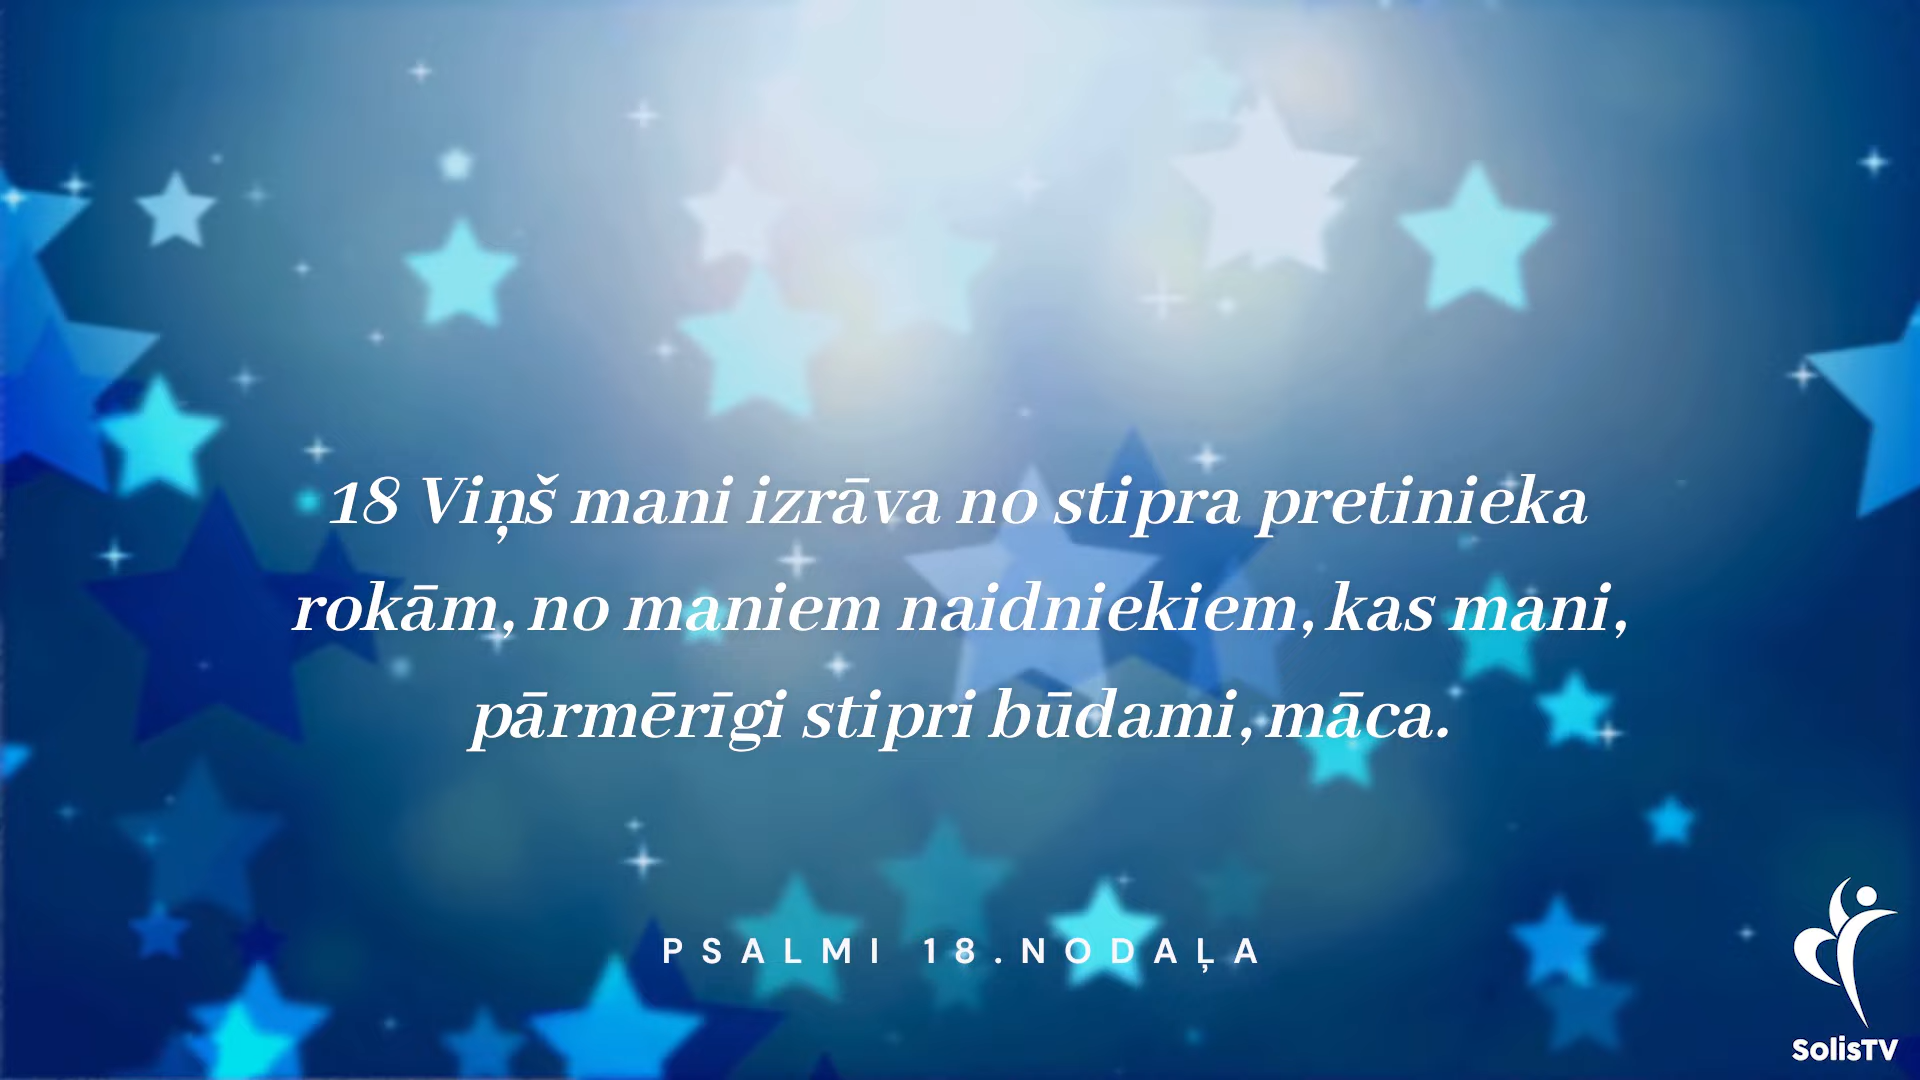 18 Viņš mani izrāva no stipra pretinieka
rokām, no maniem naidniekiem, kas mani,
pārmērīgi stipri būdami, māca.
PSALMI 18.NODAĻA
SolisTV